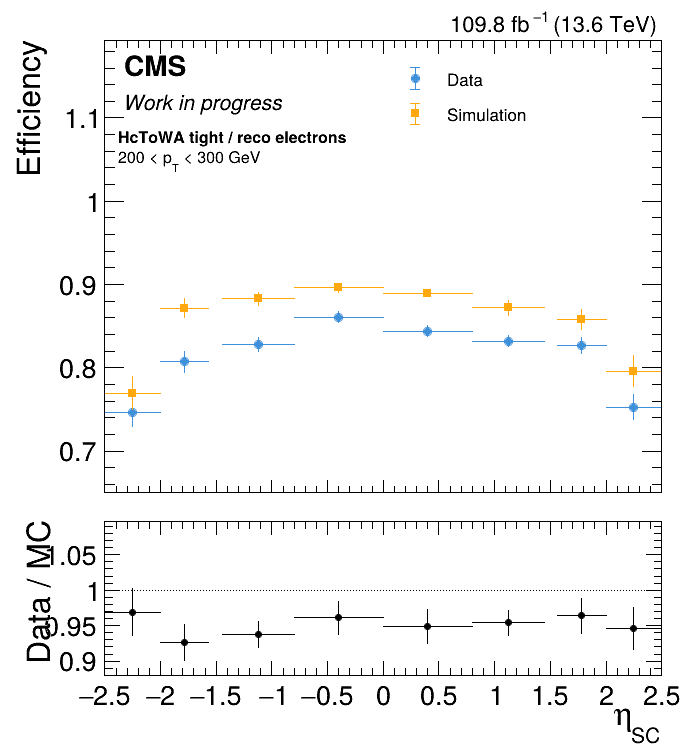 109.8 fb⁻¹ (13.6 TeV)
Efficiency
CMS
Work in progress
HcToWA tight / reco electrons
200 < p_T < 300 GeV
Data
Simulation
1.1
1
0.9
0.8
0.7
Data / MC
1.05
1
0.95
0.9
−2.5 −2 −1.5 −1 −0.5 0 0.5 1 1.5 2 2.5
η_SC